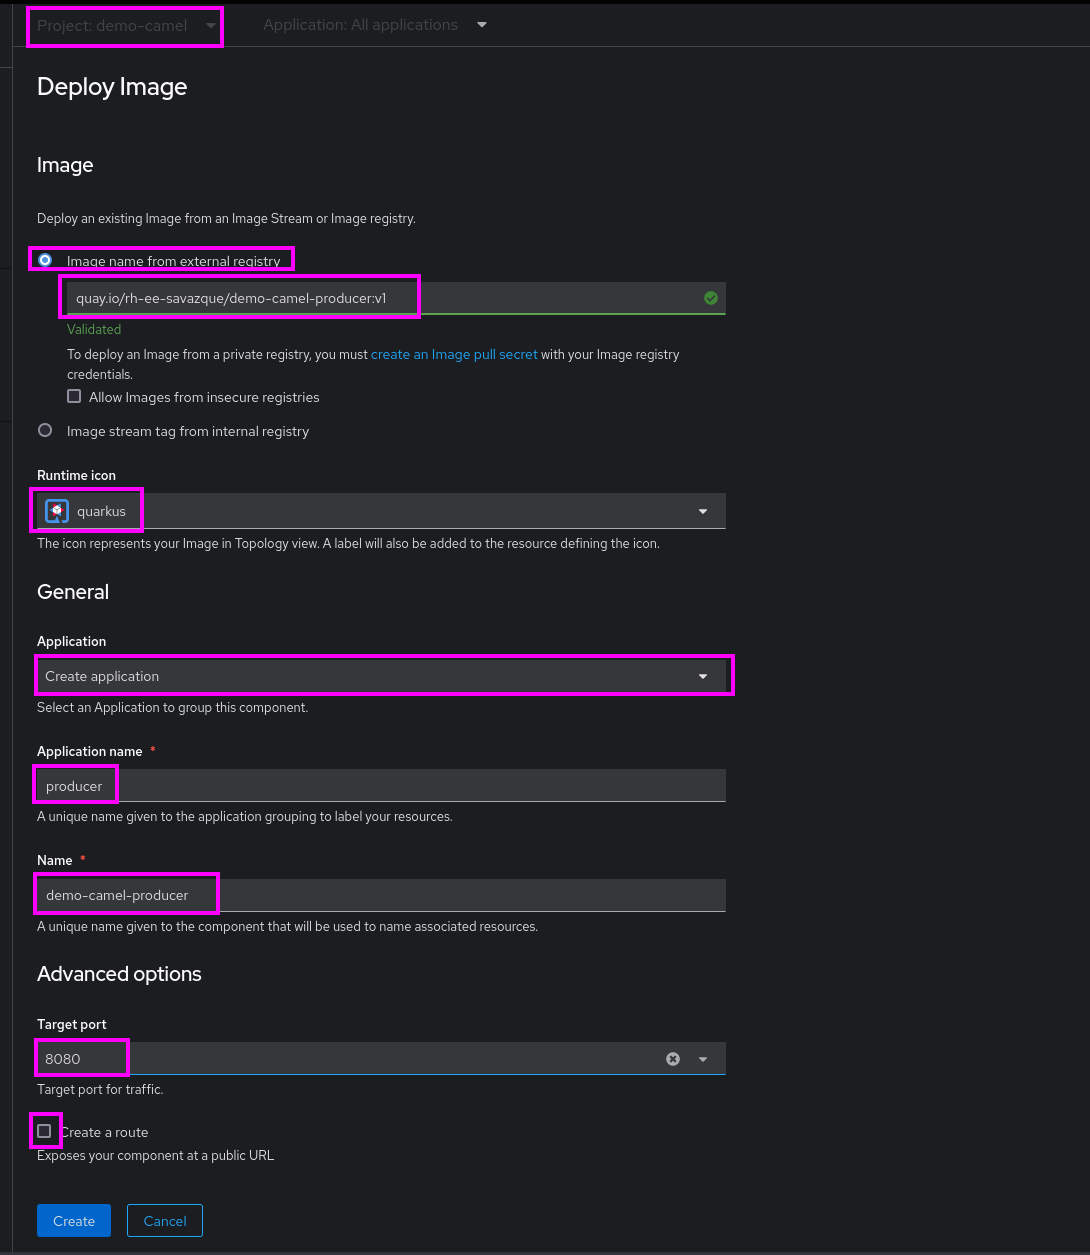 Project: demo-camel Application: All applications
Deploy Image
Image
Deploy an existing Image from an Image Stream or Image registry.
Image name from external registry
quay.io/rh-ee-savazque/demo-camel-producer:v1
Validated
To deploy an Image from a private registry, you must create an Image pull secret with your Image registry
credentials.
Allow Images from insecure registries
Image stream tag from internal registry
Runtime icon
quarkus
The icon represents your Image in Topology view. A label will also be added to the resource defining the icon.
General
Application
Create application
Select an Application to group this component.
Application name *
producer
A unique name given to the application grouping to label your resources.
Name *
demo-camel-producer
A unique name given to the component that will be used to name associated resources.
Advanced options
Target port
8080
Target port for traffic.
Create a route
Exposes your component at a public URL
Create Cancel